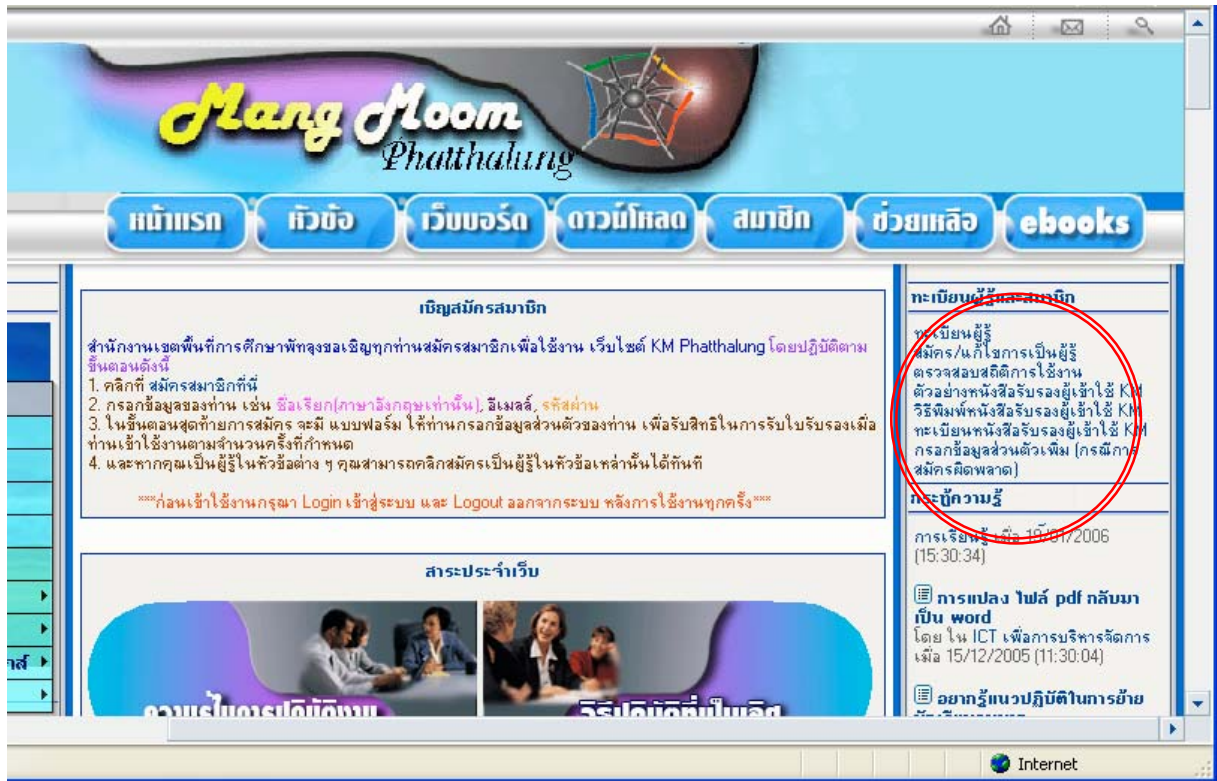 Mang Moom
Phatthalung
หน้าแรก
หัวข้อ
เว็บบอร์ด
ดาวน์โหลด
สมาชิก
ช่วยเหลือ
ebooks
เชิญสมัครสมาชิก
สำนักงานเขตพื้นที่การศึกษาพัทลุงขอเชิญทุกท่านสมัครสมาชิกเพื่อใช้งาน เว็บไซต์ KM Phatthalung โดยปฏิบัติตาม
ขั้นตอนดังนี้
1. คลิกที่ สมัครสมาชิกที่นี่
2. กรอกข้อมูลของท่าน เช่น ชื่อเรียก(ภาษาอังกฤษเท่านั้น), อีเมลล์, รหัสผ่าน
3. ในขั้นตอนสุดท้ายการสมัคร จะมี แบบฟอร์ม ให้ท่านกรอกข้อมูลส่วนตัวของท่าน เพื่อรับสิทธิในการรับใบรับรองเมื่อ
ท่านเข้าใช้งานตามจำนวนครั้งที่กำหนด
4. และหากคุณเป็นผู้รู้ในหัวข้อต่าง ๆ คุณสามารถคลิกสมัครเป็นผู้รู้ในหัวข้อเหล่านั้นได้ทันที
***ก่อนเข้าใช้งานกรุณา Login เข้าสู่ระบบ และ Logout ออกจากระบบ หลังการใช้งานทุกครั้ง***
สาระประจำเว็บ
ความรู้ในการปฏิบัติงาน
วิธีปฏิบัติที่เป็นเลิศ
ทะเบียนผู้รู้และสมาชิก
ทะเบียนผู้รู้
สมัคร/แก้ไขการเป็นผู้รู้
ตรวจสอบสถิติการใช้งาน
ตัวอย่างหนังสือรับรองผู้เข้าใช้ KM
วิธีพิมพ์หนังสือรับรองผู้เข้าใช้ KM
ทะเบียนหนังสือรับรองผู้เข้าใช้ KM
กรอกข้อมูลส่วนตัวเพิ่ม (กรณีการ
สมัครผิดพลาด)
กระทู้ความรู้
การเรียนรู้ เมื่อ 19/01/2006
(15:30:34)
การแปลง ไฟล์ pdf กลับมา
เป็น word
โดย ใน ICT เพื่อการบริหารจัดการ
เมื่อ 15/12/2005 (11:30:04)
อยากรู้แนวปฏิบัติในการย้าย
กส์
Internet